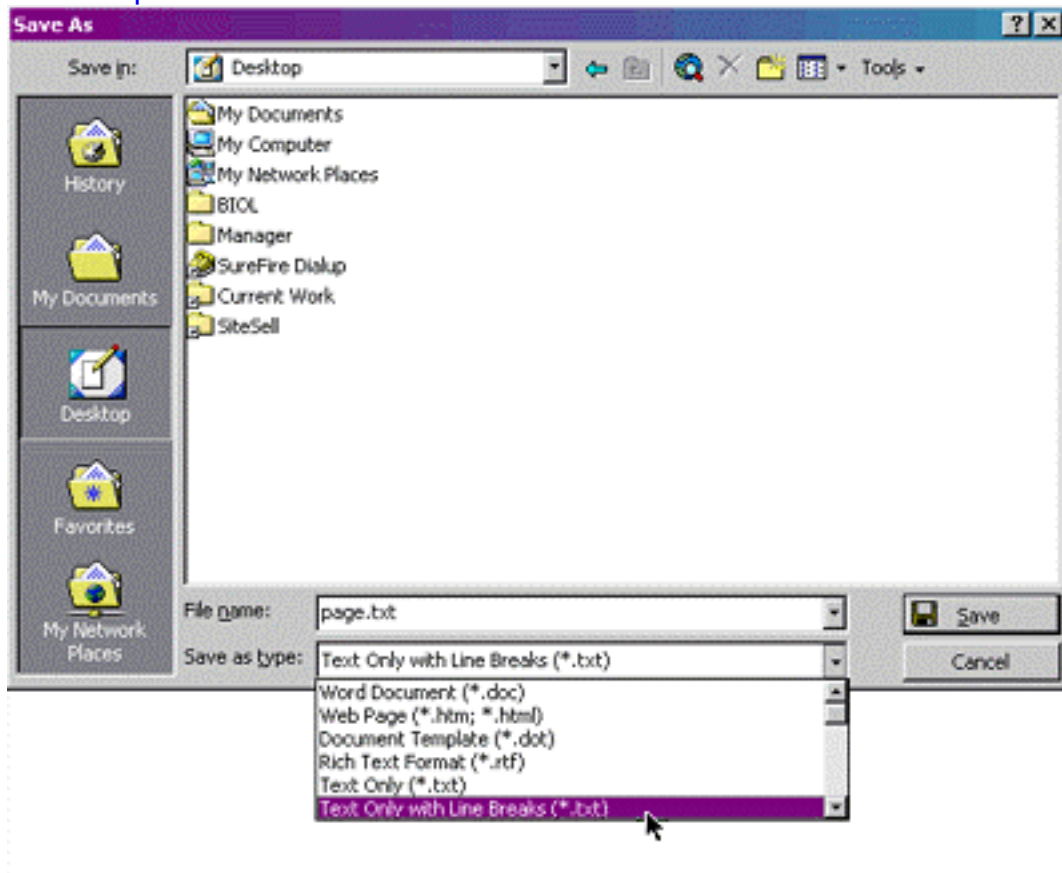 Save As
Save in:
Desktop
Tools
My Documents
My Computer
My Network Places
BIOL
Manager
SureFire Dialup
Current Work
SiteSell
History
My Documents
Desktop
Favorites
My Network
Places
File name:
page.txt
Save
Save as type:
Text Only with Line Breaks (*.txt)
Cancel
Word Document (*.doc)
Web Page (*.htm; *.html)
Document Template (*.dot)
Rich Text Format (*.rtf)
Text Only (*.txt)
Text Only with Line Breaks (*.txt)